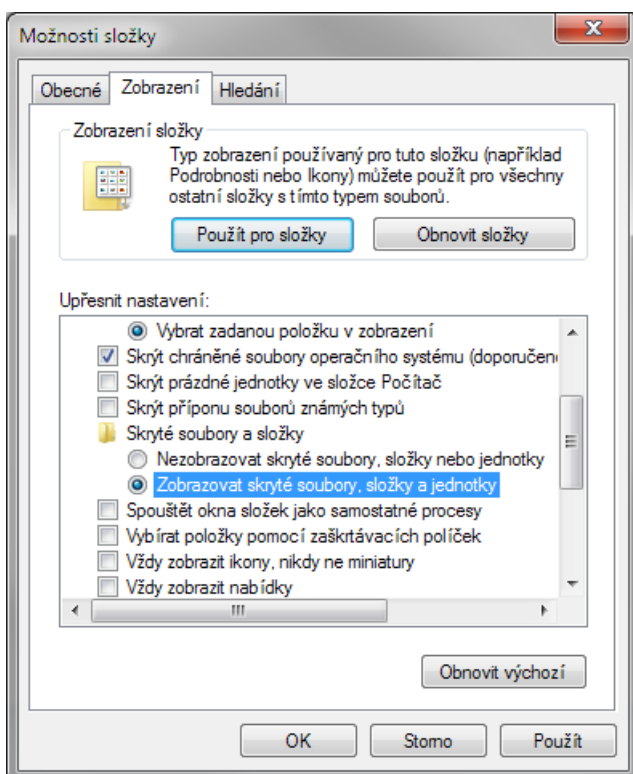 Možnosti složky
Obecné Zobrazení Hledání
Zobrazení složky
Typ zobrazení používaný pro tuto složku (například
Podrobnosti nebo Ikony) můžete použít pro všechny
ostatní složky s tímto typem souborů.
Použít pro složky Obnovit složky
Upřesnit nastavení:
Vybrat zadanou položku v zobrazení
Skrýt chráněné soubory operačního systému (doporučen
Skrýt prázdné jednotky ve složce Počítač
Skrýt příponu souborů známých typů
Skryté soubory a složky
Nezobrazovat skryté soubory, složky nebo jednotky
Zobrazovat skryté soubory, složky a jednotky
Spouštět okna složek jako samostatné procesy
Vybírat položky pomocí zaškrtávacích políček
Vždy zobrazit ikony, nikdy ne miniatury
Vždy zobrazit nabídky
Obnovit výchozí
OK Storno Použít